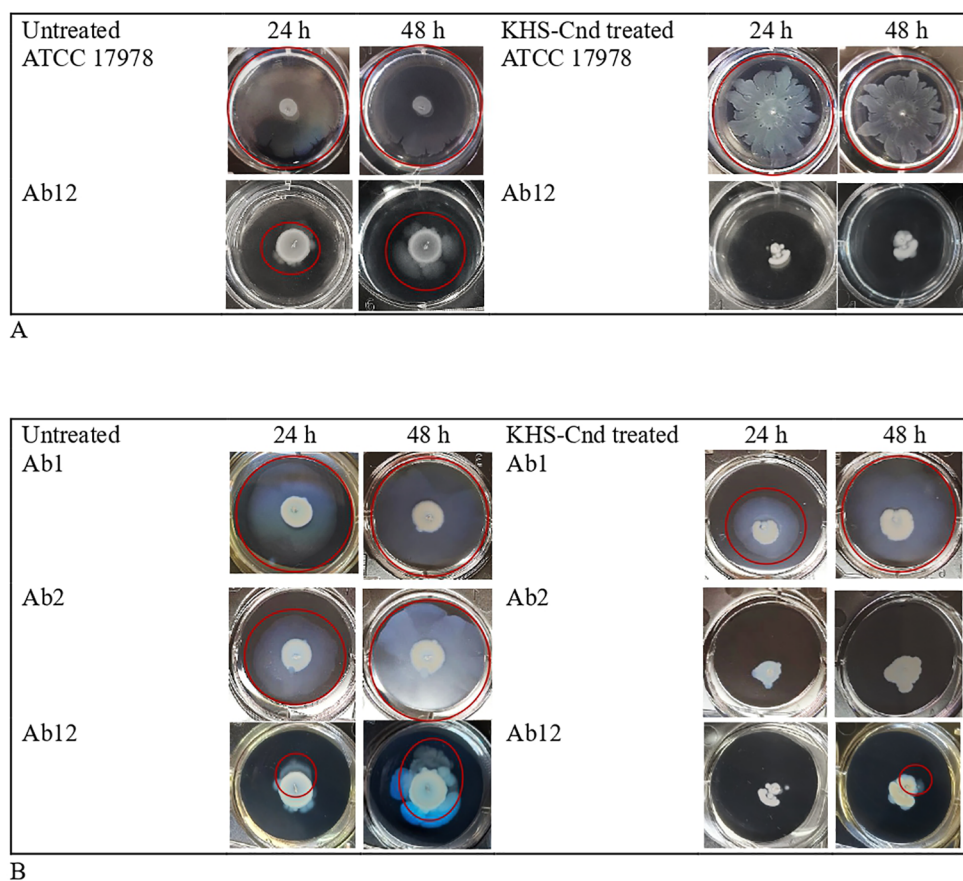 Untreated 24 h 48 h KHS-Cnd treated 24 h 48 h
ATCC 17978 ATCC 17978
Ab12 Ab12
A
Untreated 24 h 48 h KHS-Cnd treated 24 h 48 h
Ab1 Ab1
Ab2 Ab2
Ab12 Ab12
B